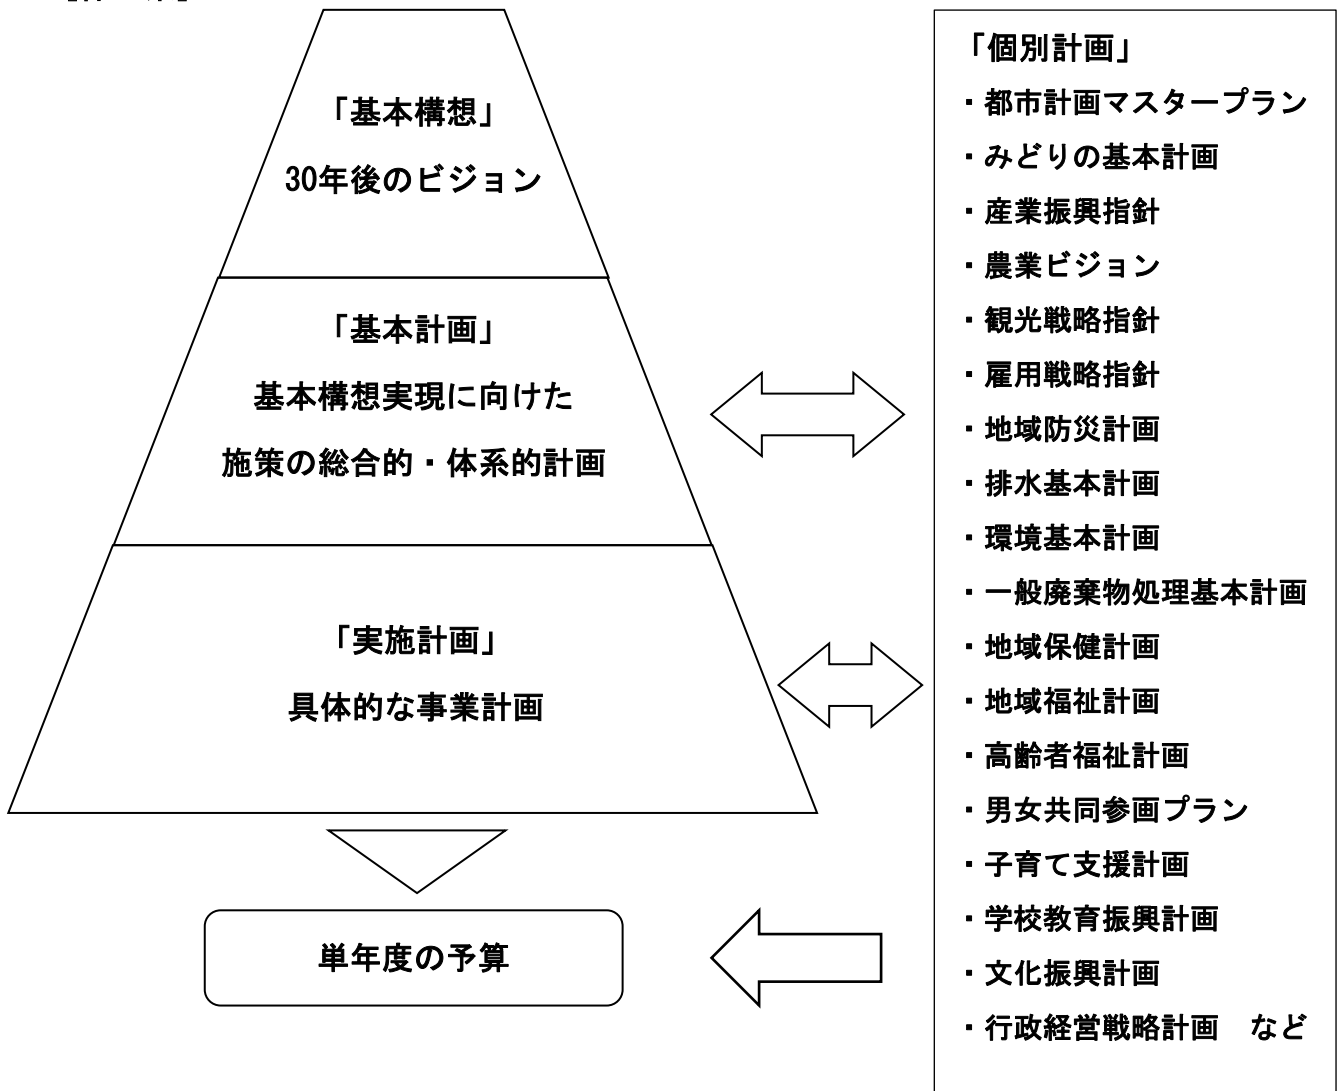 「基本構想」
30年後のビジョン
「基本計画」
基本構想実現に向けた
施策の総合的・体系的計画
「実施計画」
具体的な事業計画
単年度の予算
「個別計画」
・都市計画マスタープラン
・みどりの基本計画
・産業振興指針
・農業ビジョン
・観光戦略指針
・雇用戦略指針
・地域防災計画
・排水基本計画
・環境基本計画
・一般廃棄物処理基本計画
・地域保健計画
・地域福祉計画
・高齢者福祉計画
・男女共同参画プラン
・子育て支援計画
・学校教育振興計画
・文化振興計画
・行政経営戦略計画　など